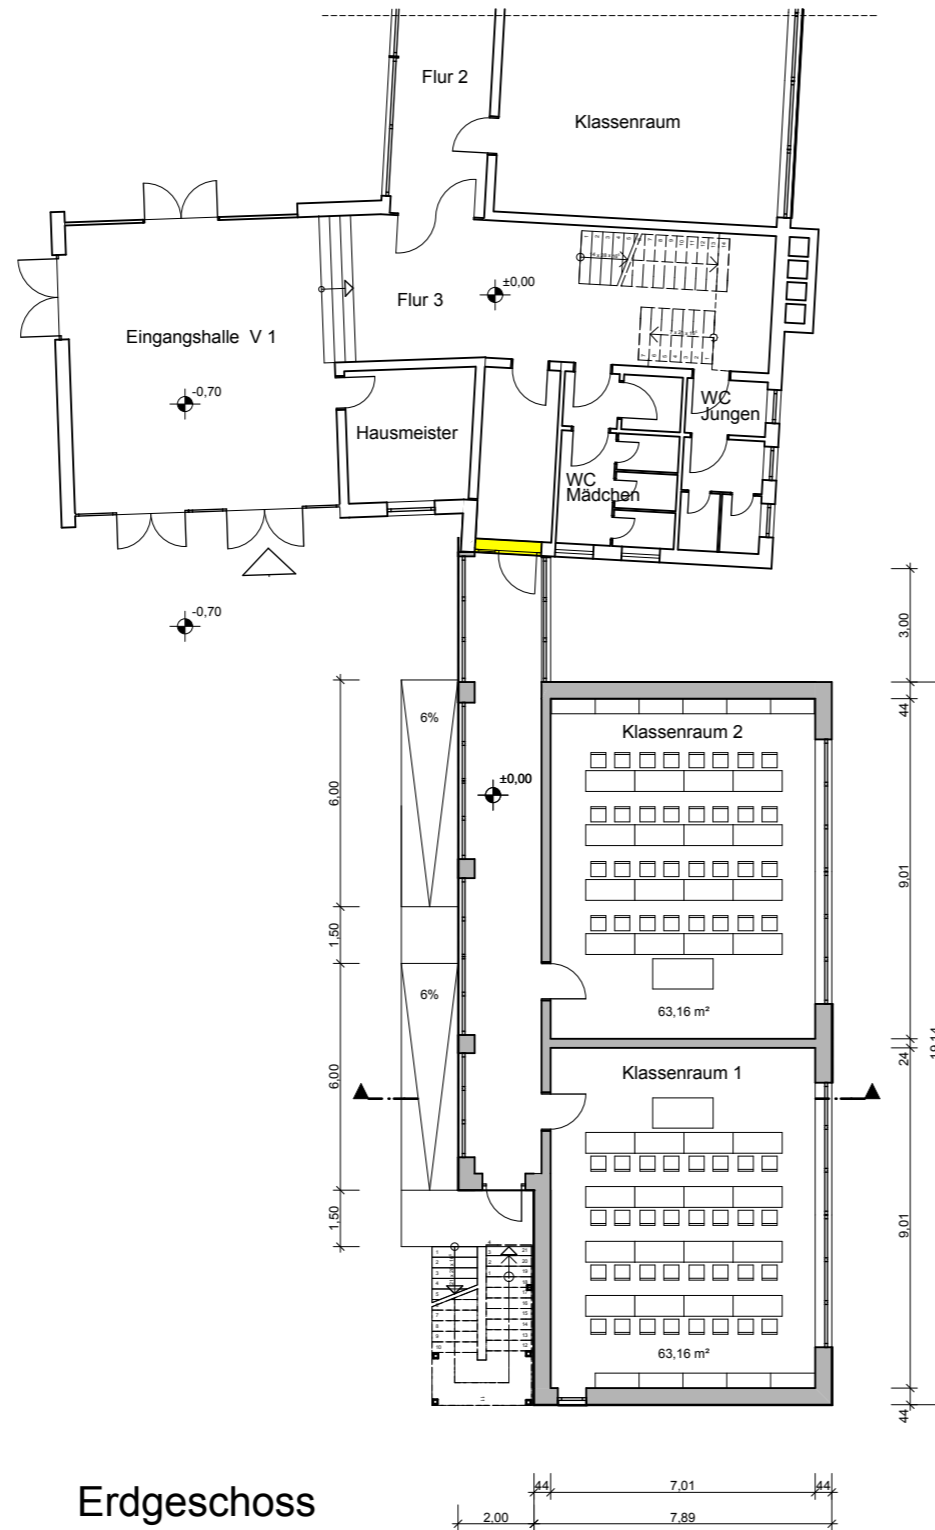 Flur 2
Klassenraum
Flur 3
±0,00
Eingangshalle V 1
-0,70
Hausmeister
WC
Jungen
WC
Mädchen
-0,70
3,00
44
6%
Klassenraum 2
±0,00
6,00
9,01
1,50
63,16 m²
6%
24
19,14
Klassenraum 1
6,00
1,50
9,01
63,16 m²
44
44
7,01
44
2,00
7,89
Erdgeschoss